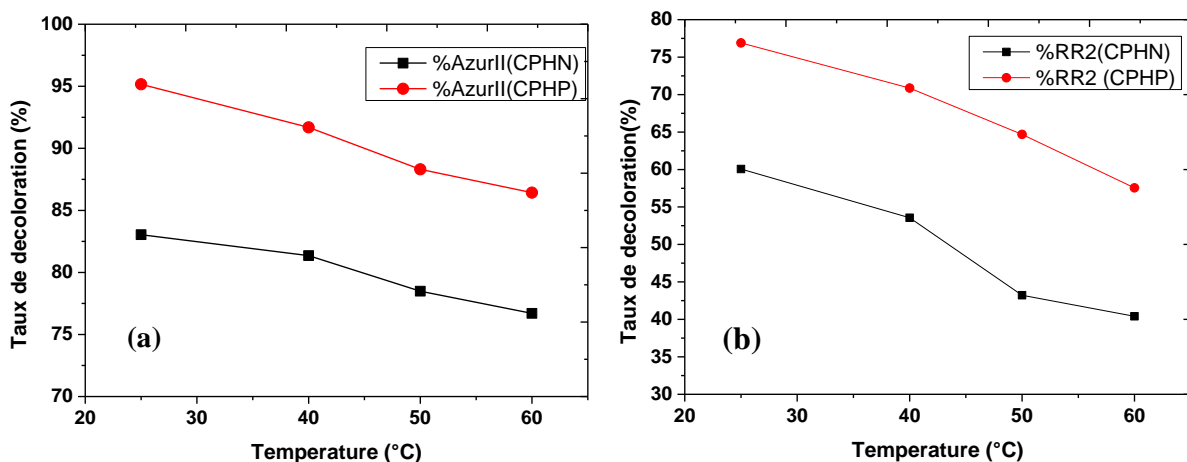 100
95
90
85
80
75
70
Taux de decoloration (%)
%AzurII(CPHN)
%AzurII(CPHP)
(a)
20
30
40
50
60
Temperature (°C)
80
75
70
65
60
55
50
45
40
35
30
Taux de decoloration(%)
%RR2(CPHN)
%RR2 (CPHP)
(b)
20
30
40
50
60
Temperature (°C)